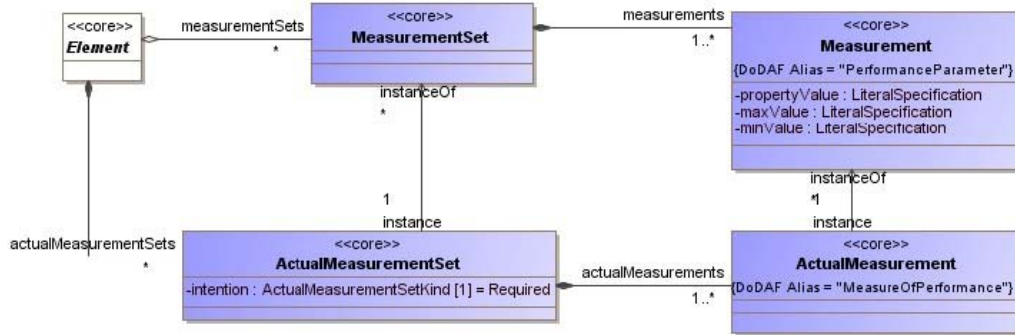 <<core>>
Element
measurementSets
*
<<core>>
MeasurementSet
measurements
1..*
<<core>>
Measurement
{DoDAF Alias = "PerformanceParameter"}
-propertyValue : LiteralSpecification
-maxValue : LiteralSpecification
-minValue : LiteralSpecification
instanceOf
*
instanceOf
*1
1
instance
instance
actualMeasurementSets
*
<<core>>
ActualMeasurementSet
-intention : ActualMeasurementSetKind [1] = Required
actualMeasurements
1..*
<<core>>
ActualMeasurement
{DoDAF Alias = "MeasureOfPerformance"}